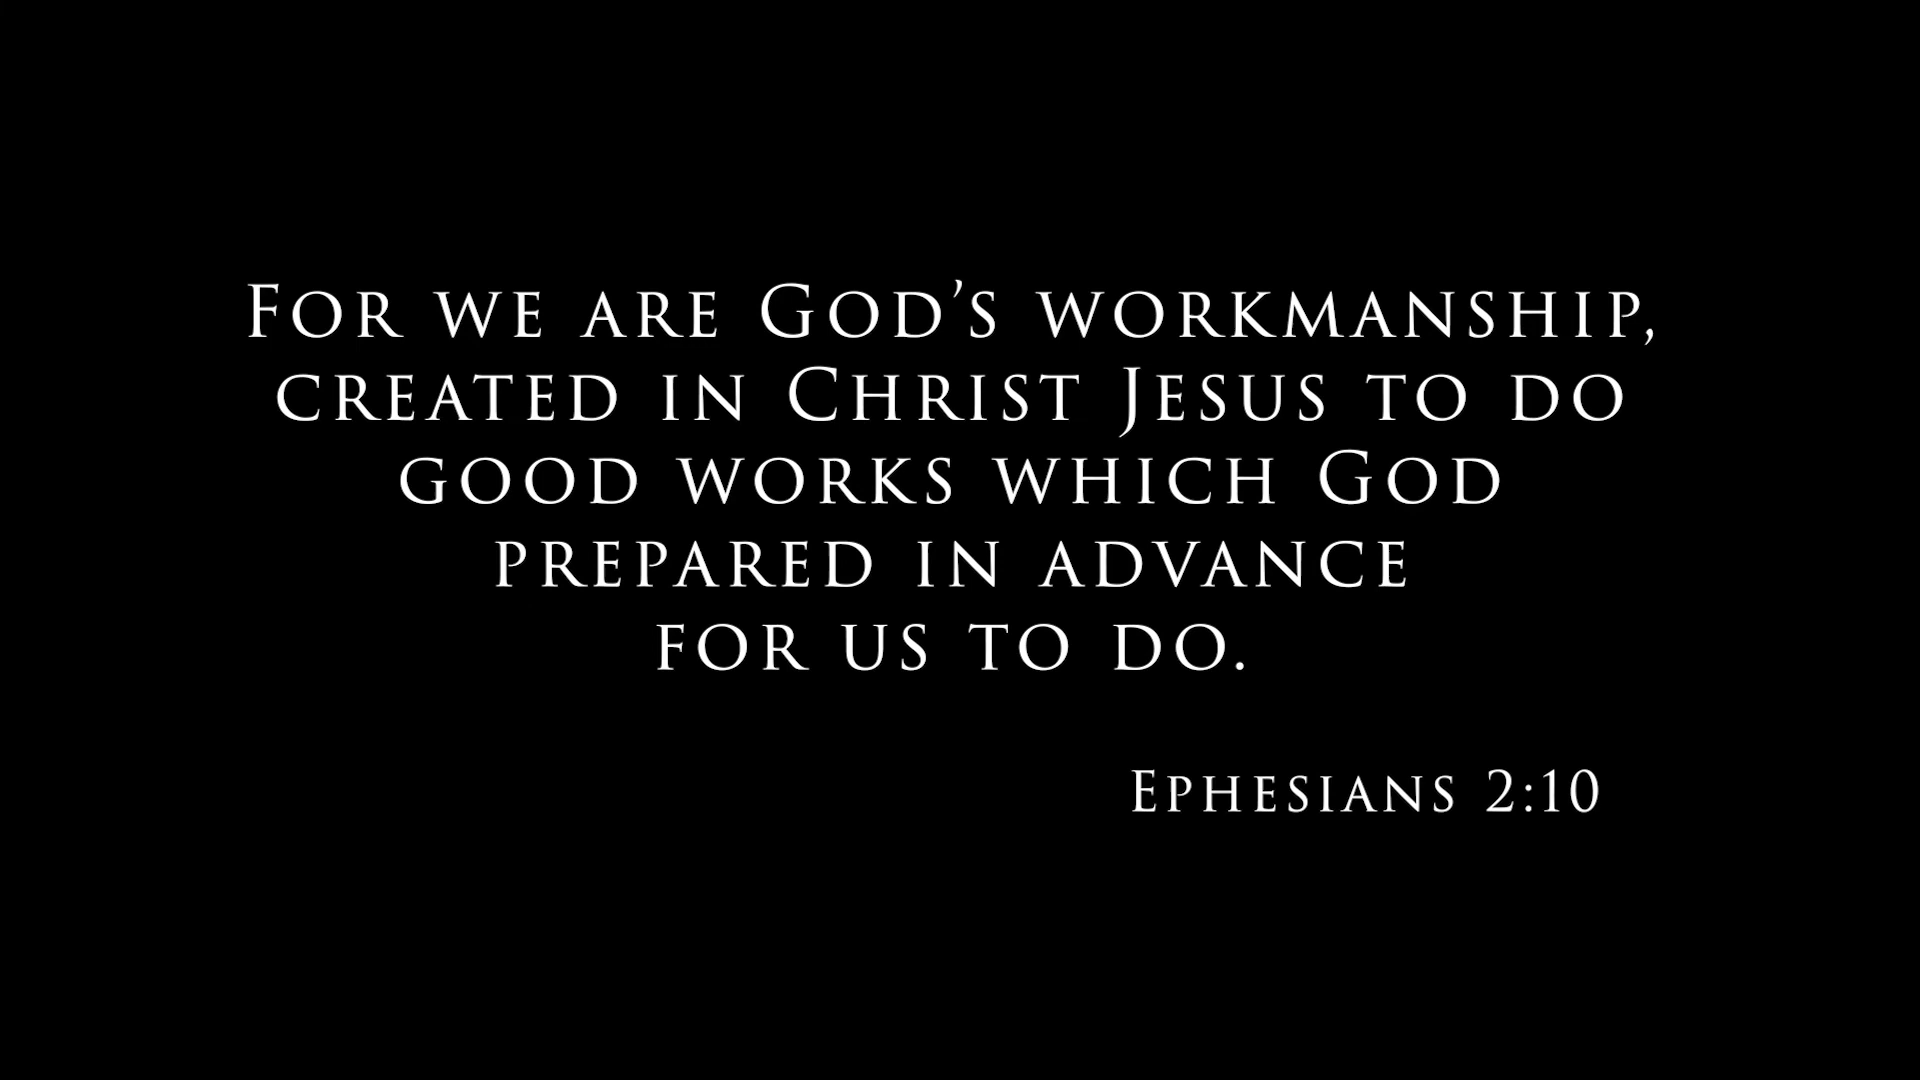 For we are God’s workmanship,
created in Christ Jesus to do
good works which God
prepared in advance
for us to do.
Ephesians 2:10